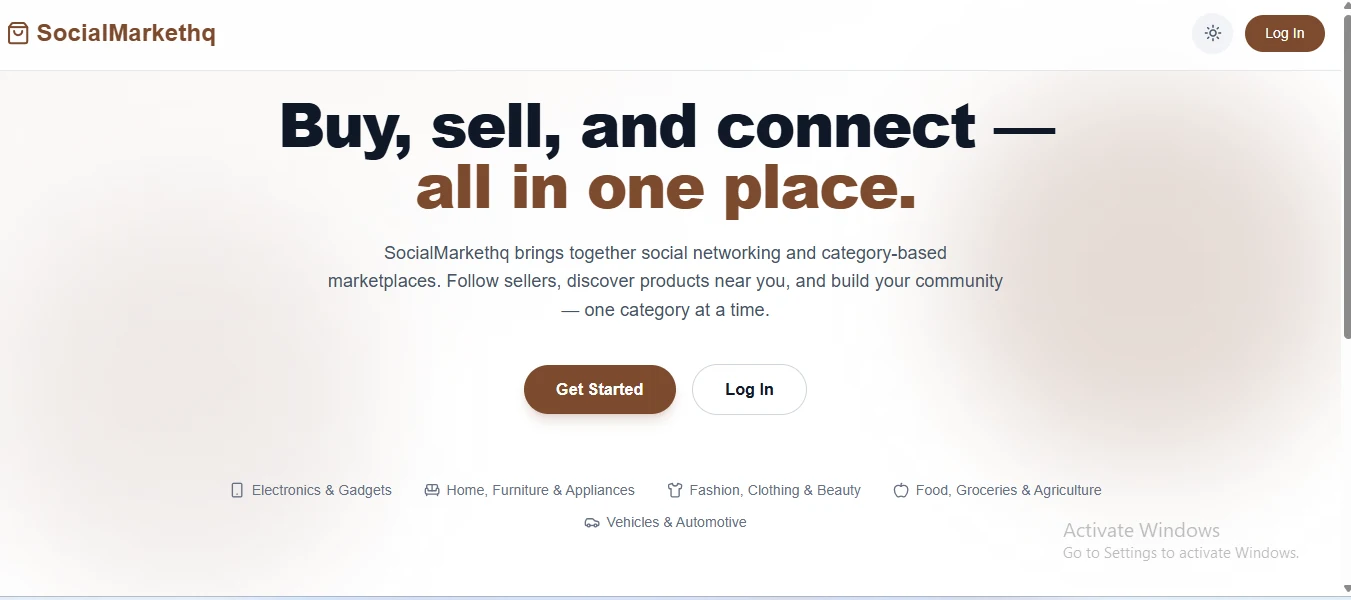 SocialMarkethq
Log In
Buy, sell, and connect —
all in one place.
SocialMarkethq brings together social networking and category-based
marketplaces. Follow sellers, discover products near you, and build your community
— one category at a time.
Get Started
Log In
Electronics & Gadgets
Home, Furniture & Appliances
Fashion, Clothing & Beauty
Food, Groceries & Agriculture
Vehicles & Automotive
Activate Windows
Go to Settings to activate Windows.